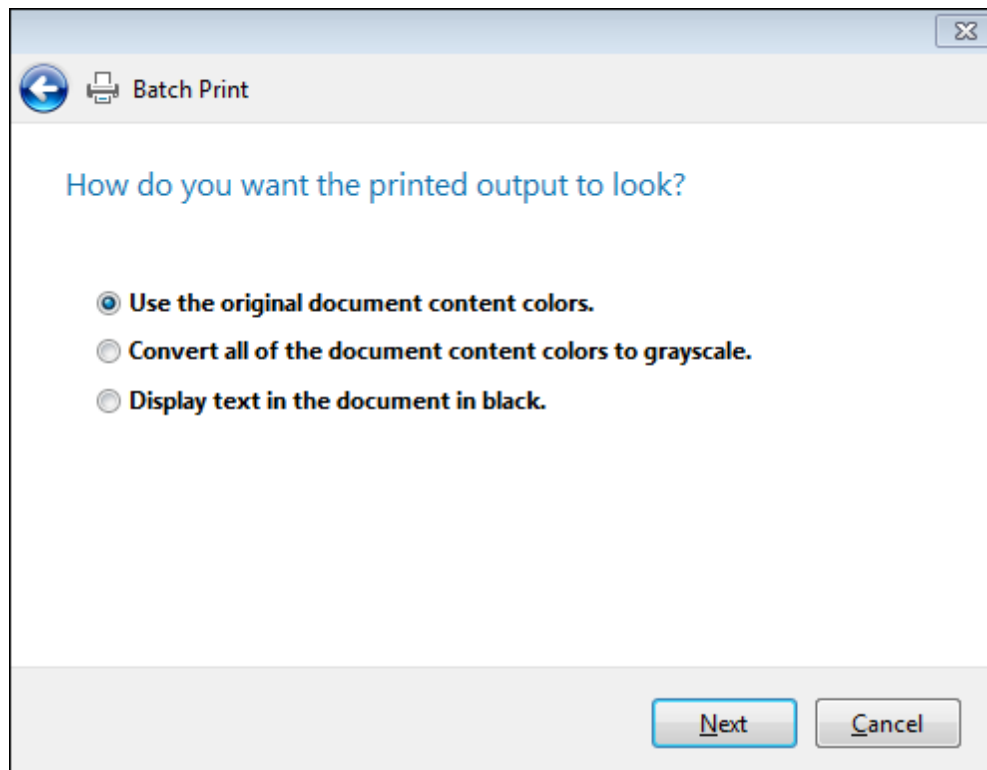 Batch Print
How do you want the printed output to look?
Use the original document content colors.
Convert all of the document content colors to grayscale.
Display text in the document in black.
Next Cancel